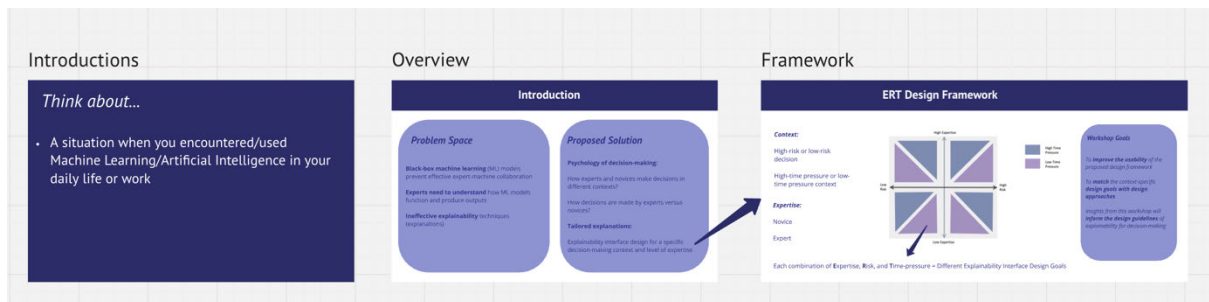 Introductions
Think about...
• A situation when you encountered/used
Machine Learning/Artificial Intelligence in your
daily life or work
Overview
Introduction
Problem Space
Black-box machine learning (ML) models
prevent effective expert machine collaboration
Experts need to understand how ML models
function and produce outputs
Ineffective explainability techniques
(explanations)
Proposed Solution
Psychology of decision-making:
How experts and novices make decisions in
different contexts?
How decisions are made by experts versus
novices?
Tailored explanations:
Explainability interface design for a specific
decision-making context and level of expertise
Framework
ERT Design Framework
Context:
High-risk or low-risk
decision
High-time pressure or low-
time pressure context
Expertise:
Novice
Expert
High Expertise
Low
Risk
High
Risk
Low Expertise
High Time
Pressure
Low Time
Pressure
Workshop Goals
To improve the usability of the
proposed design framework
To match the context-specific
design goals with design
approaches
Insights from this workshop will
inform the design guidelines of
explainability for decision-making
Each combination of Expertise, Risk, and Time-pressure = Different Explainability Interface Design Goals